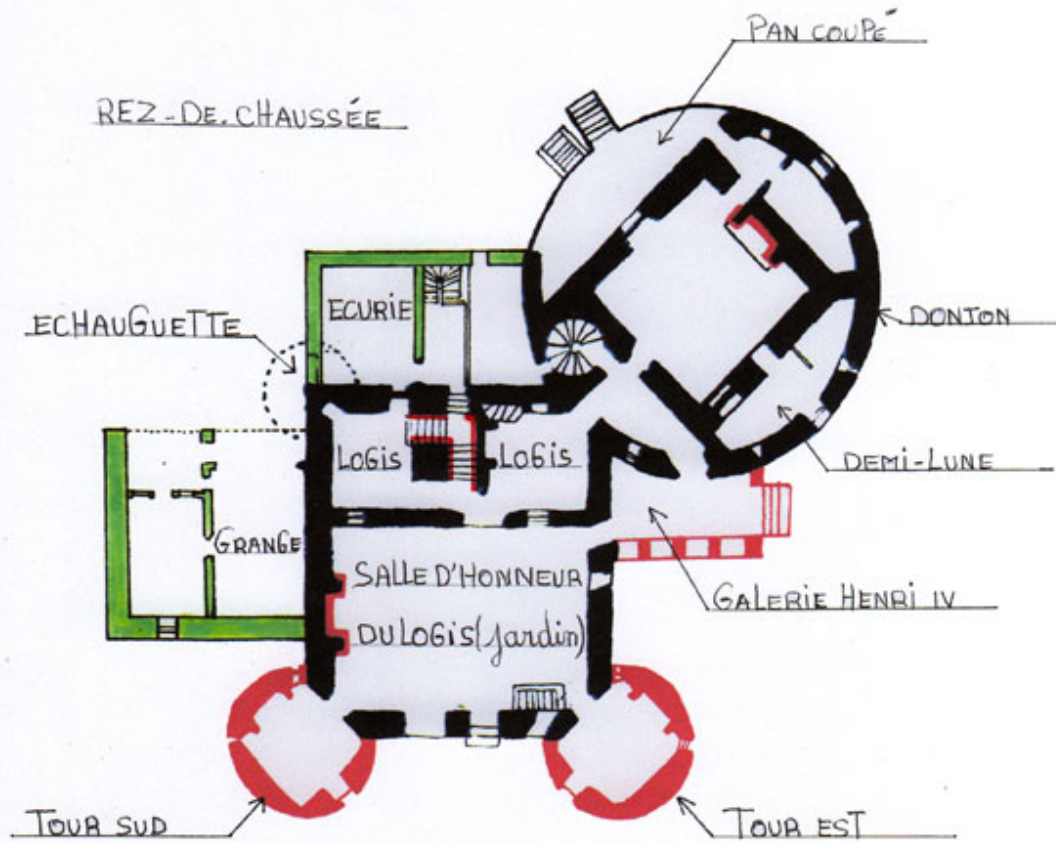 PAN COUPÉ
REZ-DE.CHAUSSÉE
ECHAUGUETTE
ECURIE
DONJON
LOGIS
LOGIS
DEMI-LUNE
GRANGE
SALLE D'HONNEUR
DU LOGIS (jardin)
GALERIE HENRI IV
TOUR SUD
TOUR EST